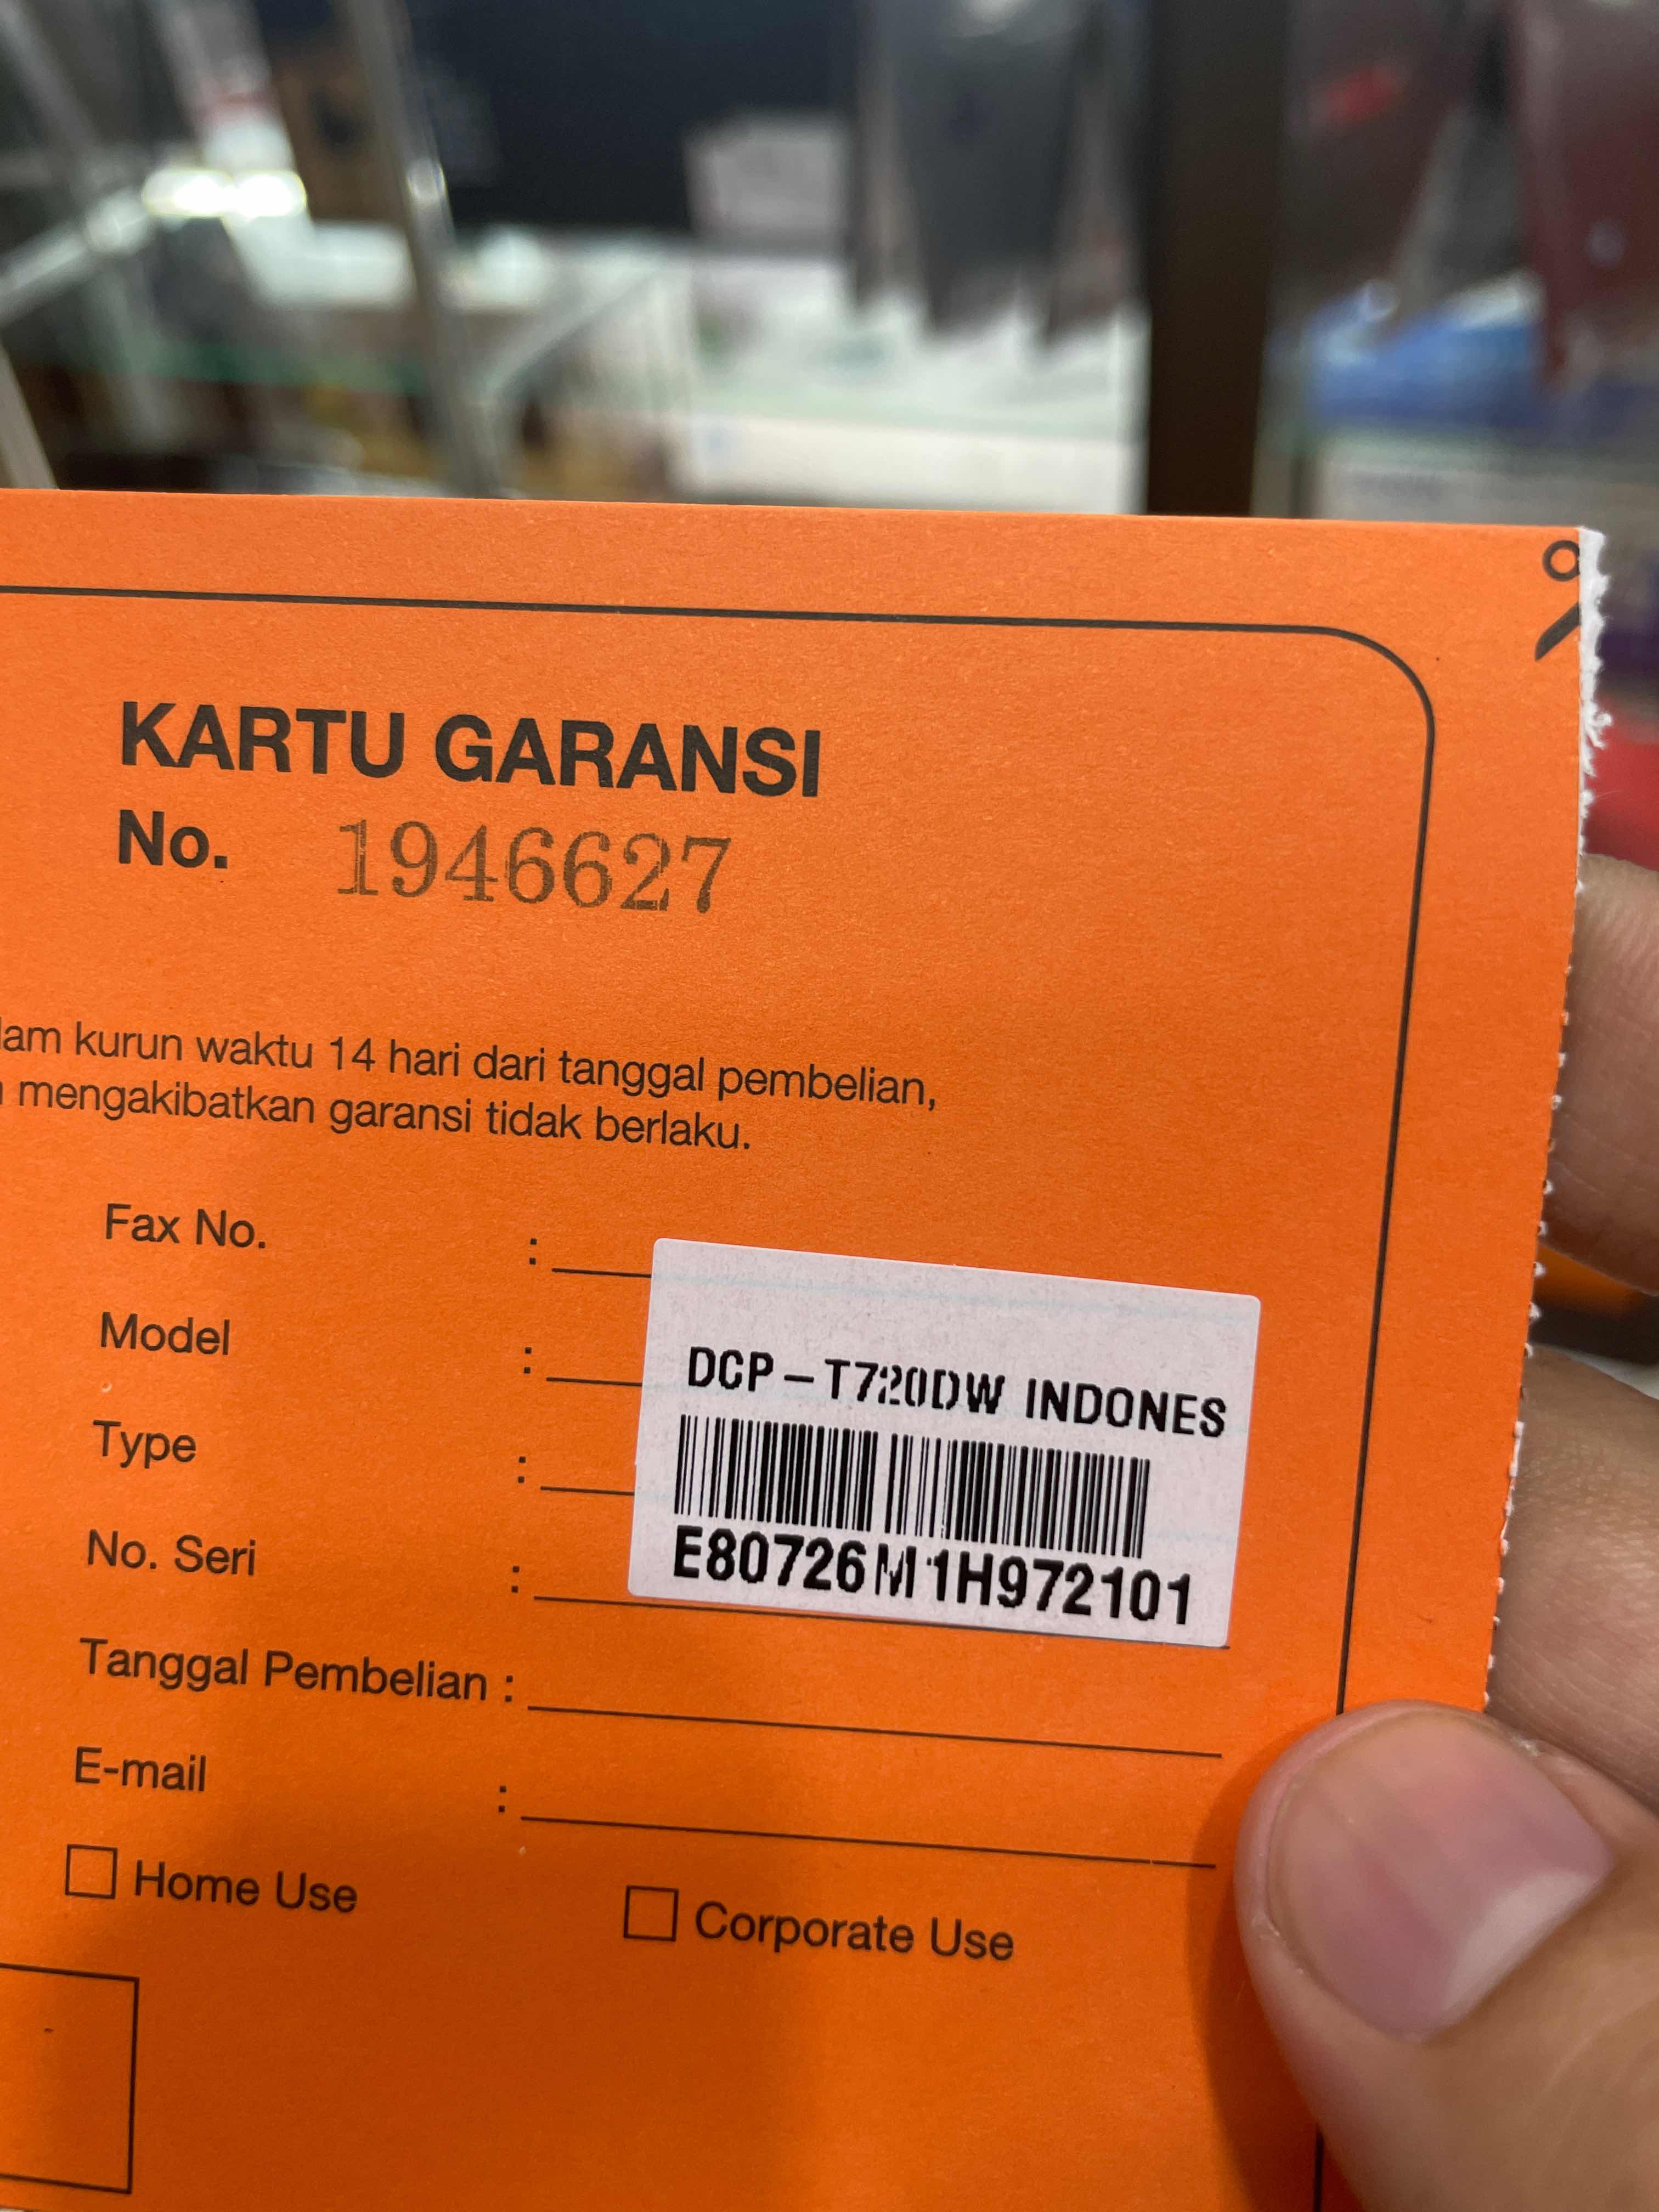 KARTU GARANSI
No. 1946627
kurun waktu 14 hari dari tanggal pembelian,
mengakibatkan garansi tidak berlaku.
Fax No. :
Model :
Type :
No. Seri :
DCP-T720DW INDONES
E80726M1H972101
Tanggal Pembelian :
E-mail :
Home Use
Corporate Use